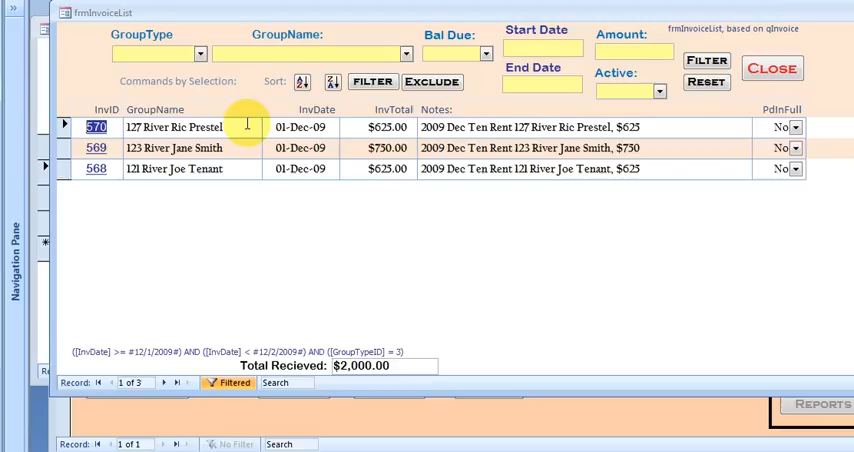 frmInvoiceList
GroupType GroupName: Bal Due: Start Date Amount: frmInvoiceList, based on qInvoice
FILTER CLOSE
End Date Active: RESET
Commands by Selection: Sort: A Z Z A FILTER EXCLUDE
InvID GroupName InvDate InvTotal Notes: PdInFull
570 127 River Ric Prestel 01-Dec-09 $625.00 2009 Dec Ten Rent 127 River Ric Prestel, $625 No
569 123 River Jane Smith 01-Dec-09 $750.00 2009 Dec Ten Rent 123 River Jane Smith, $750 No
568 121 River Joe Tenant 01-Dec-09 $625.00 2009 Dec Ten Rent 121 River Joe Tenant, $625 No
Navigation Pane
([InvDate] >= #12/1/2009#) AND ([InvDate] < #12/2/2009#) AND ([GroupTypeID] = 3)
Total Recieved: $2,000.00
Record: 1 of 3 Filtered Search
REPORTS
Record: 1 of 1 No Filter Search